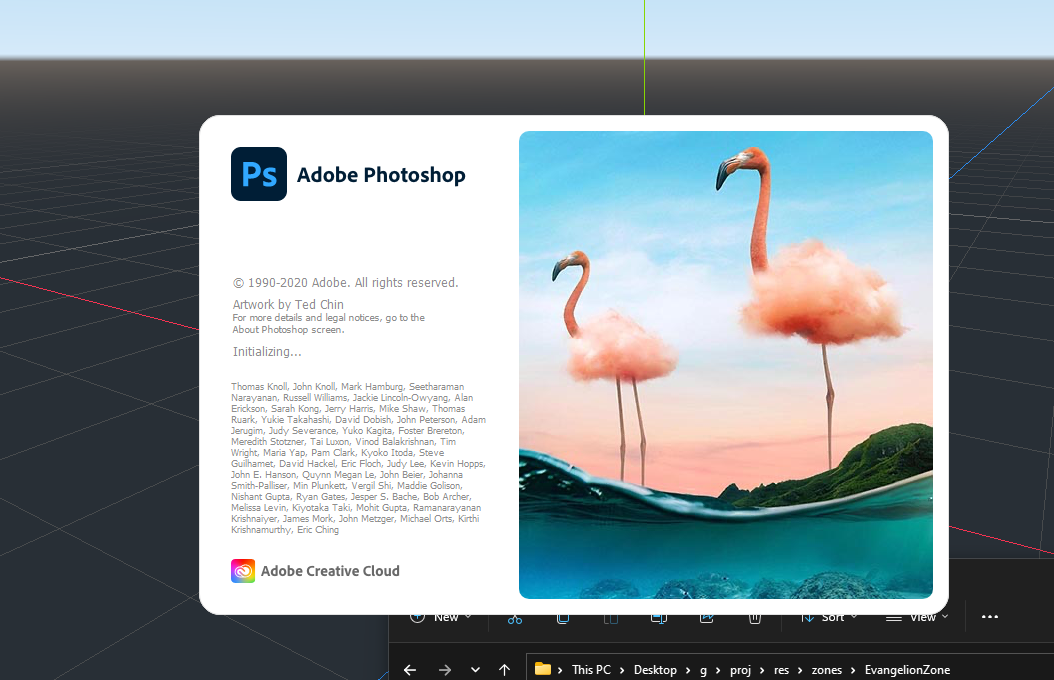 Ps Adobe Photoshop
© 1990-2020 Adobe. All rights reserved.
Artwork by Ted Chin
For more details and legal notices, go to the
About Photoshop screen.
Initializing...
Thomas Knoll, John Knoll, Mark Hamburg, Seetharaman
Narayanan, Russell Williams, Jackie Lincoln-Owyang, Alan
Erickson, Sarah Kong, Jerry Harris, Mike Shaw, Thomas
Ruark, Yukie Takahashi, David Dobish, John Peterson, Adam
Jerugim, Judy Severance, Yuko Kagita, Foster Brereton,
Meredith Stotzner, Tai Luxon, Vinod Balakrishnan, Tim
Wright, Maria Yap, Pam Clark, Kyoko Itoda, Steve
Guilhamet, David Hackel, Eric Floch, Judy Lee, Kevin Hopps,
John E. Hanson, Quynn Megan Le, John Beier, Johanna
Smith-Palliser, Min Plunkett, Vergil Shi, Maddie Golison,
Nishant Gupta, Ryan Gates, Jesper S. Bache, Bob Archer,
Melissa Levin, Kiyotaka Taki, Mohit Gupta, Ramanarayanan
Krishnaiyer, James Mork, John Metzger, Michael Orts, Kirthi
Krishnamurthy, Eric Ching
Adobe Creative Cloud
New Sort View
This PC > Desktop > g > proj > res > zones > EvangelionZone